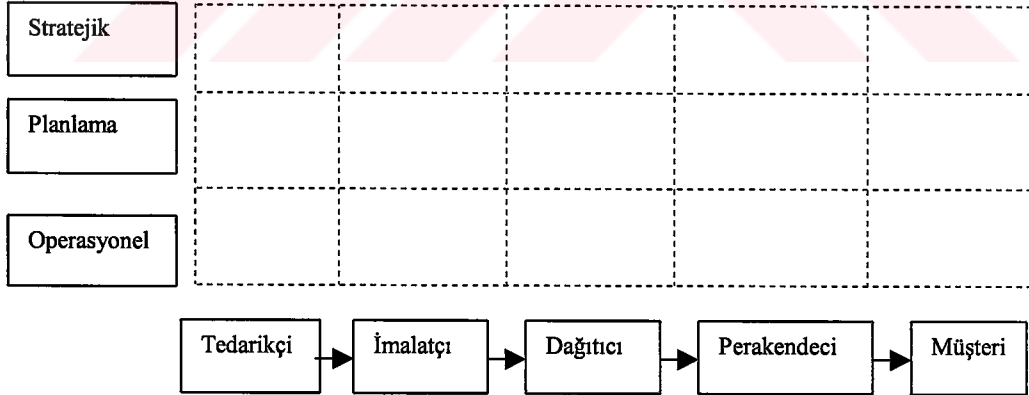 Stratejik
Planlama
Operasyonel
Tedarikçi İmalatçı Dağıtıcı Perakendeci Müşteri